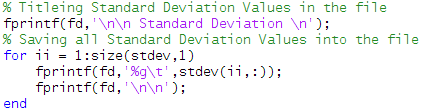 % Titleing Standard Deviation Values in the file
fprintf(fd,'\n\n Standard Deviation \n');
% Saving all Standard Deviation Values into the file
for ii = 1:size(stdev,1)
    fprintf(fd,'%g\t',stdev(ii,:));
    fprintf(fd,'\n\n');
end